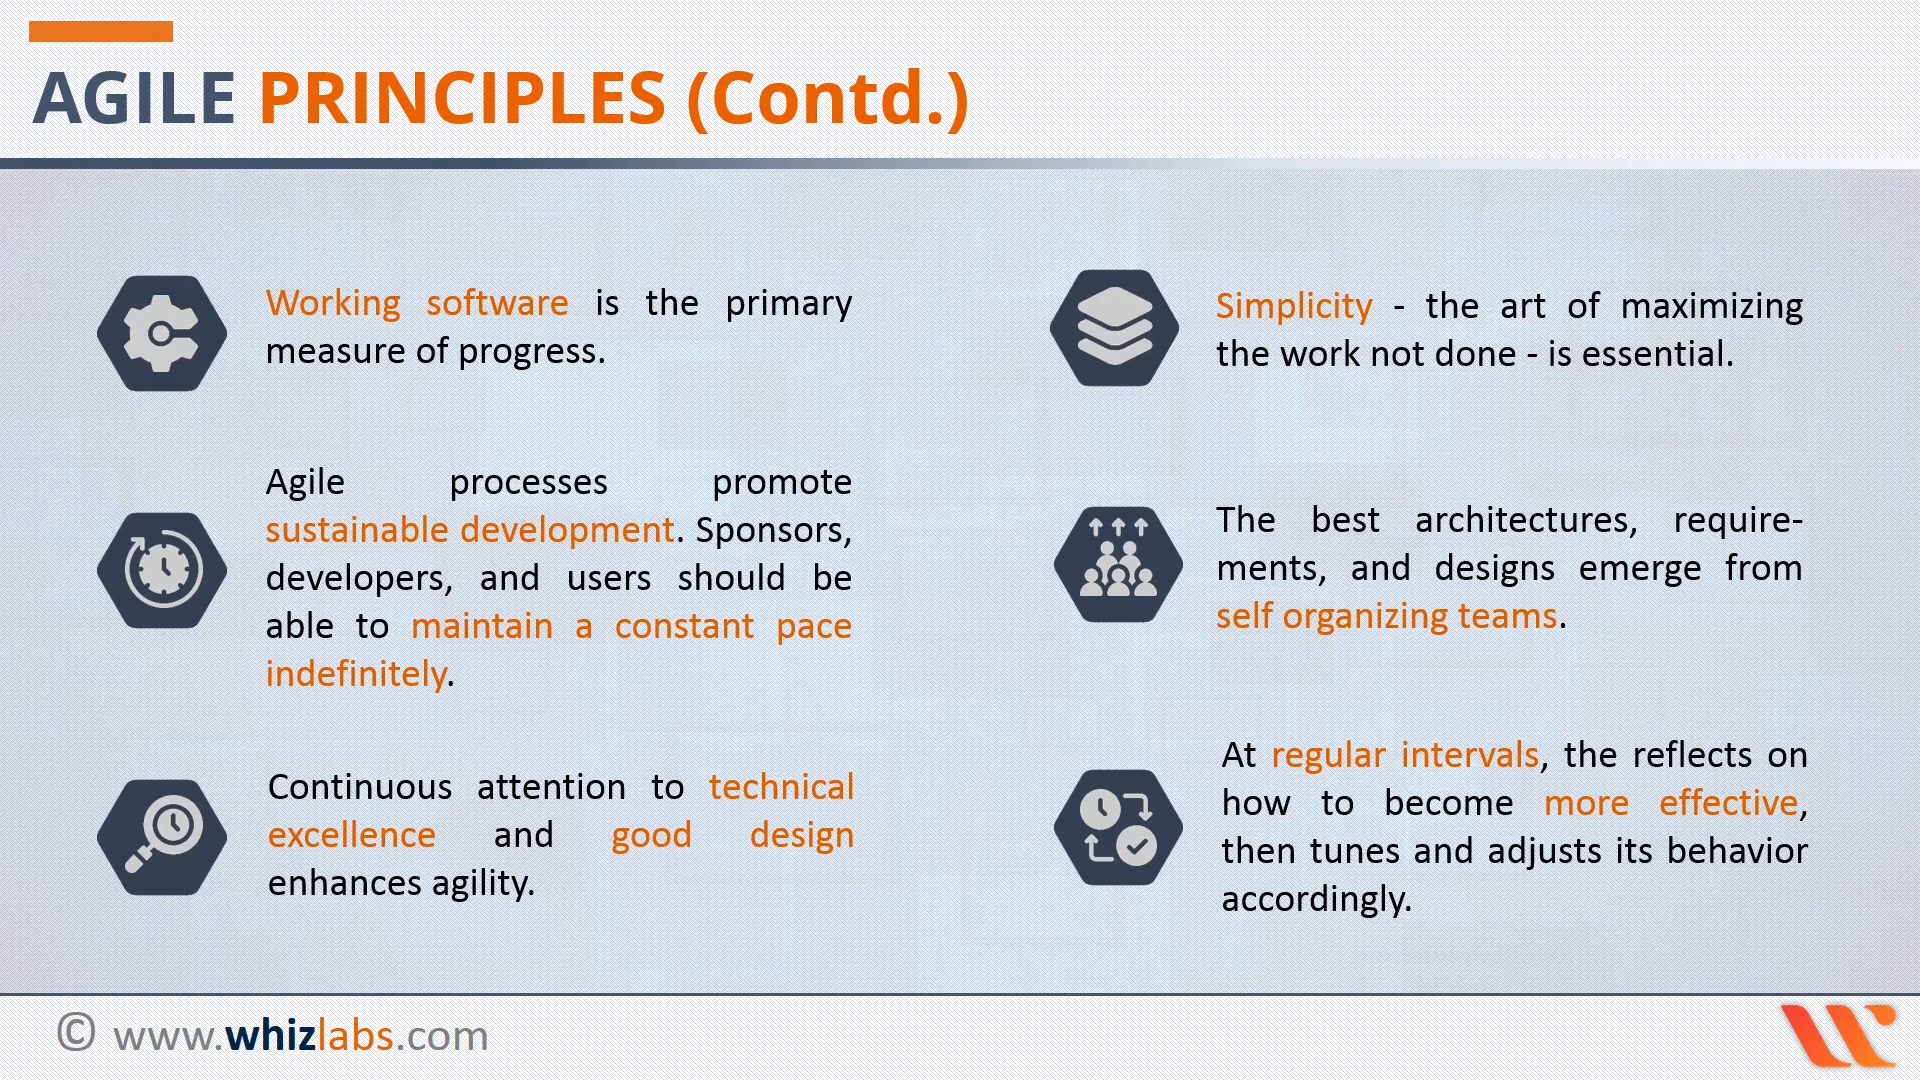 AGILE PRINCIPLES (Contd.)
Working software is the primary
measure of progress.
Agile processes promote
sustainable development. Sponsors,
developers, and users should be
able to maintain a constant pace
indefinitely.
Continuous attention to technical
excellence and good design
enhances agility.
Simplicity - the art of maximizing
the work not done - is essential.
The best architectures, require-
ments, and designs emerge from
self organizing teams.
At regular intervals, the reflects on
how to become more effective,
then tunes and adjusts its behavior
accordingly.
© www.whizlabs.com